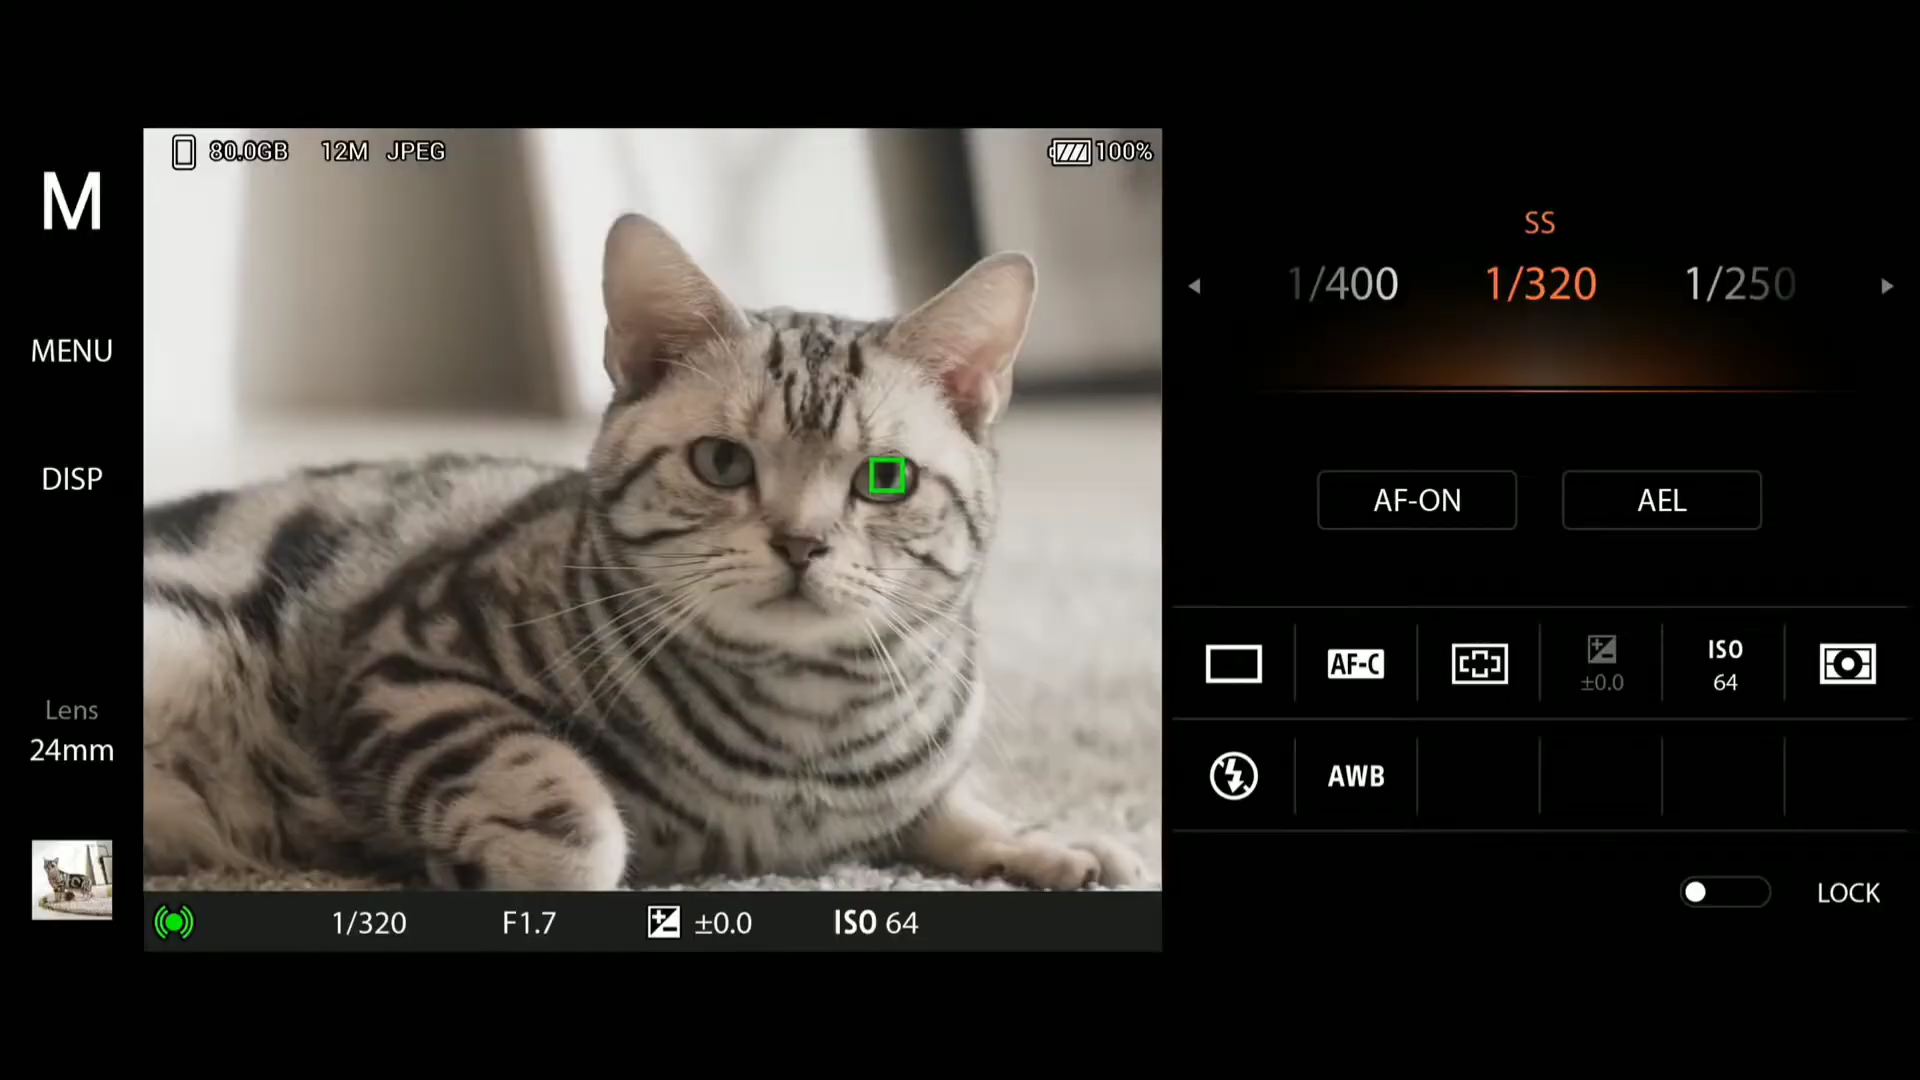 80.0GB 12M JPEG 100%
M
MENU
DISP
Lens
24mm
1/320 F1.7 ±0.0 ISO 64
SS
1/400 1/320 1/250
AF-ON AEL
AF-C ±0.0 ISO 64
AWB
LOCK